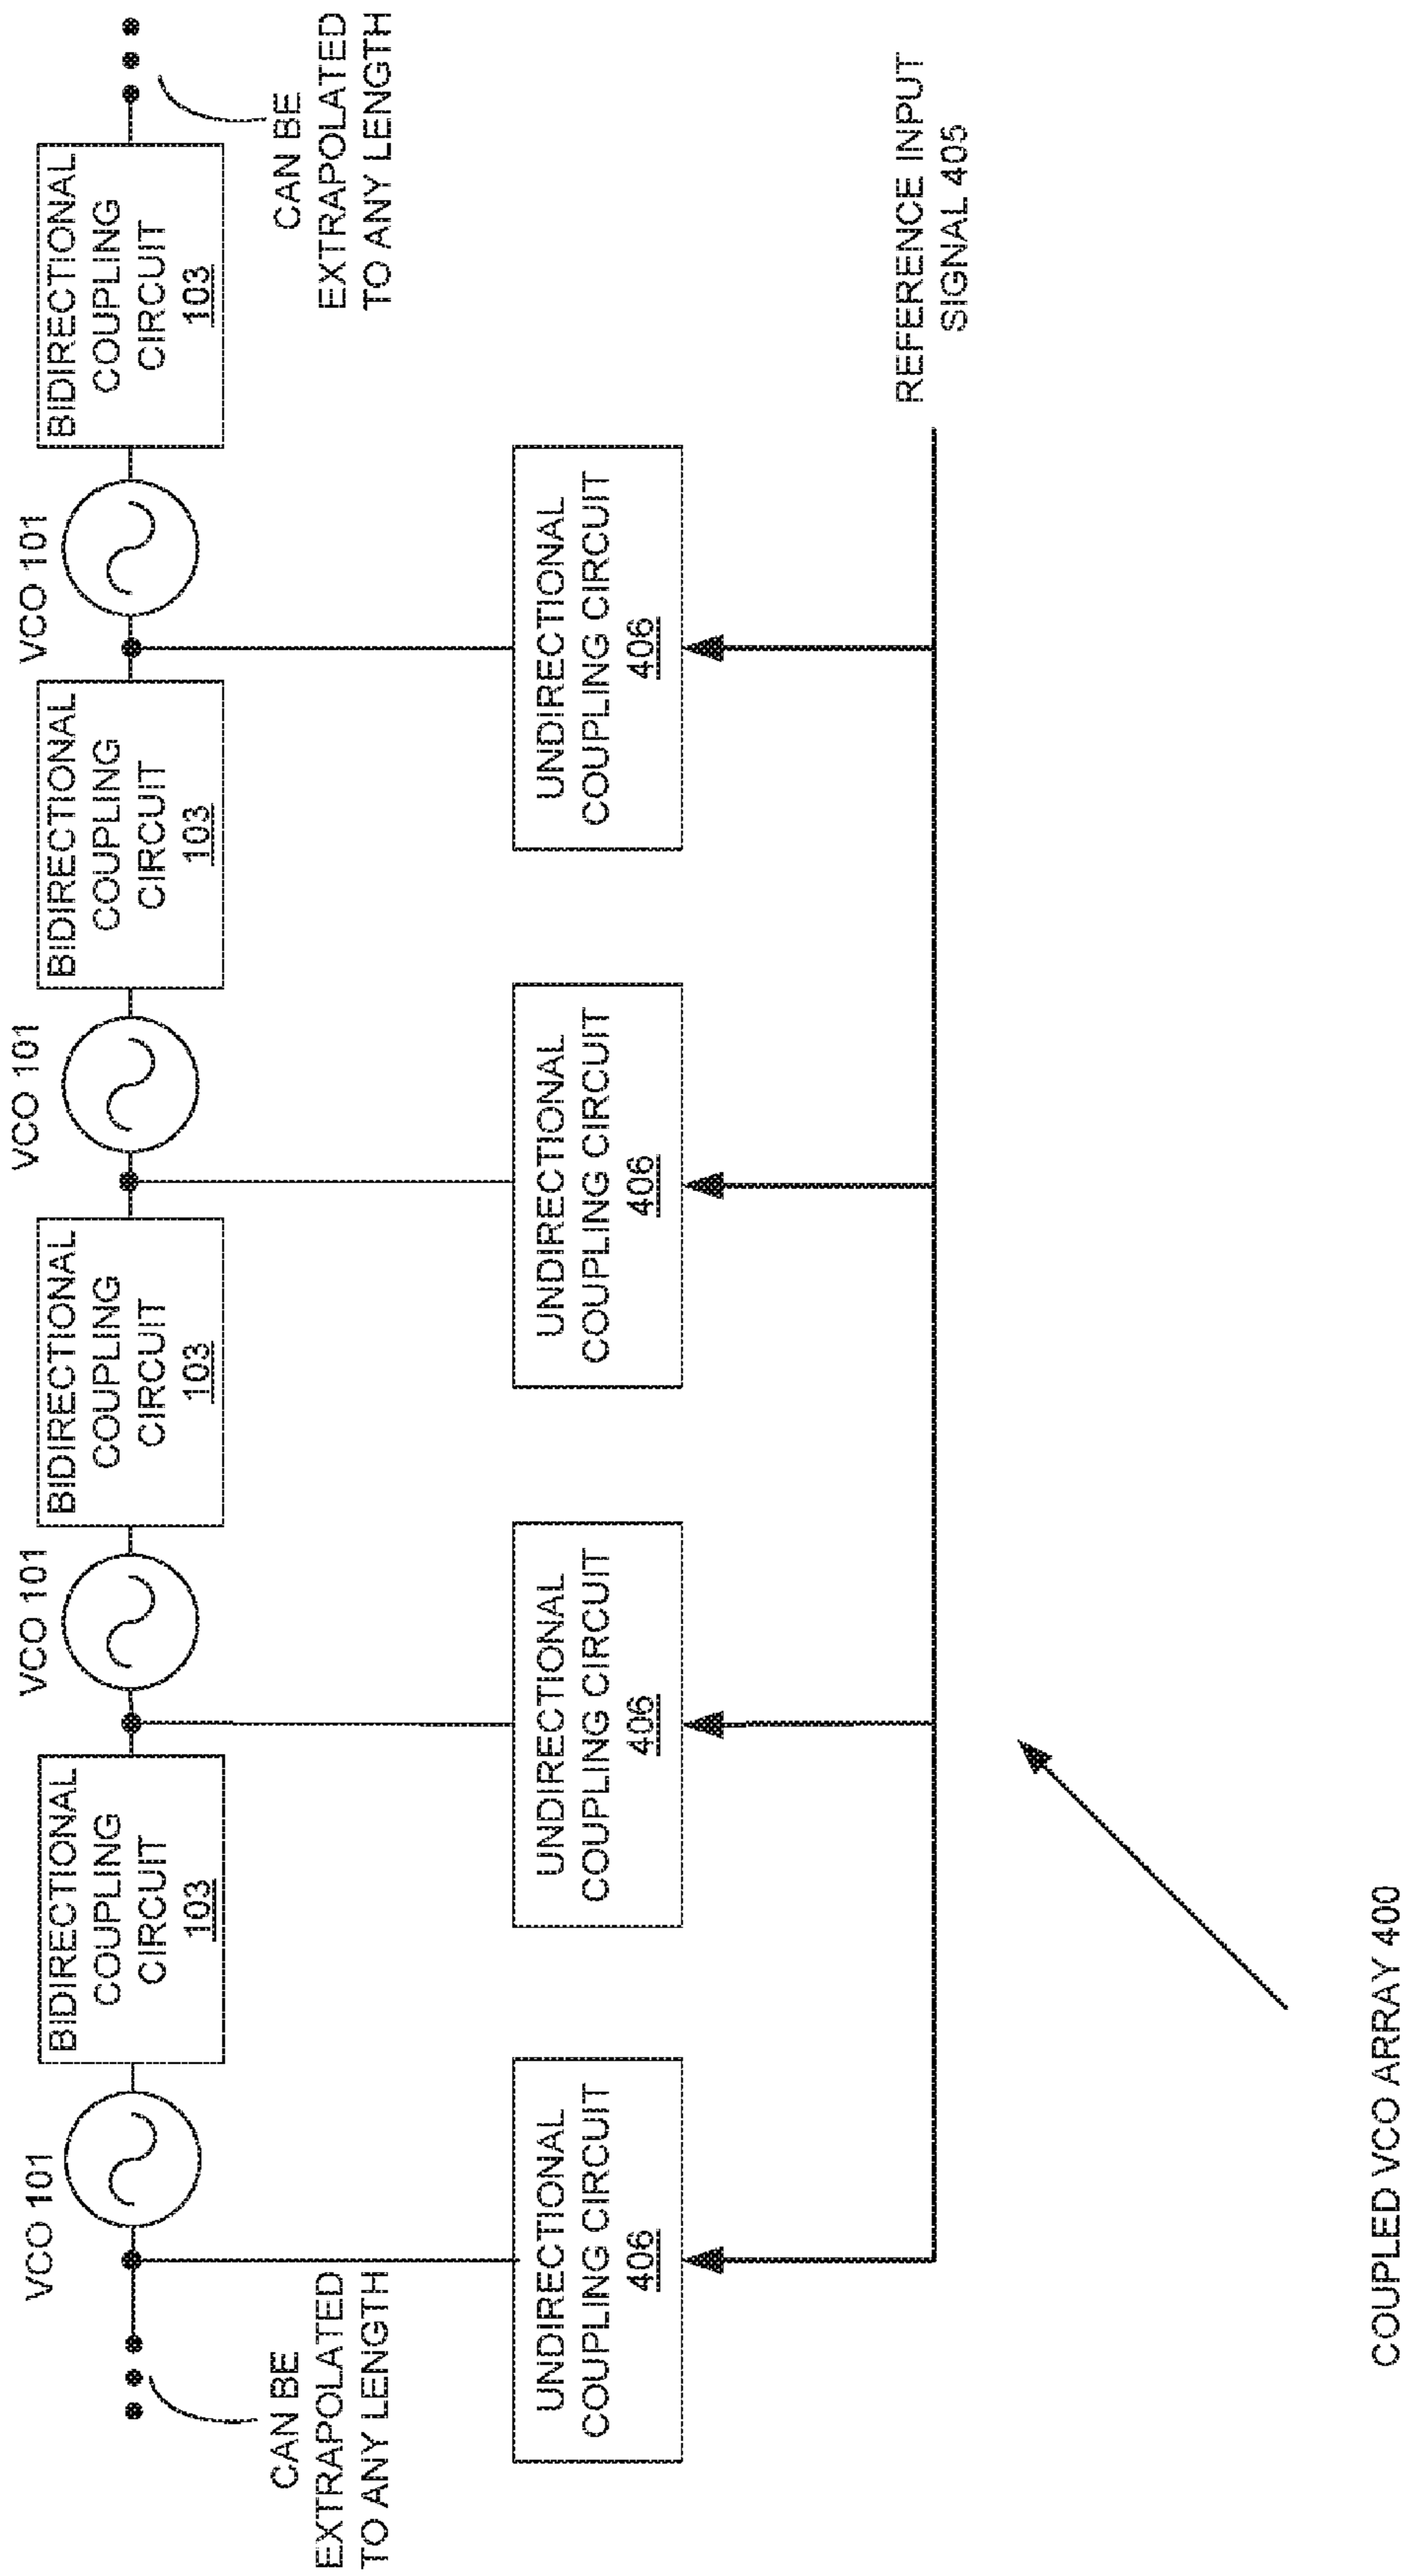 VCO 101
VCO 101
VCO 101
VCO 101
BIDIRECTIONAL
COUPLING
CIRCUIT
103
BIDIRECTIONAL
COUPLING
CIRCUIT
103
BIDIRECTIONAL
COUPLING
CIRCUIT
103
BIDIRECTIONAL
COUPLING
CIRCUIT
103
CAN BE
EXTRAPOLATED
TO ANY LENGTH
CAN BE
EXTRAPOLATED
TO ANY LENGTH
UNDIRECTIONAL
COUPLING CIRCUIT
406
UNDIRECTIONAL
COUPLING CIRCUIT
406
UNDIRECTIONAL
COUPLING CIRCUIT
406
UNDIRECTIONAL
COUPLING CIRCUIT
406
REFERENCE INPUT
SIGNAL 405
COUPLED VCO ARRAY 400